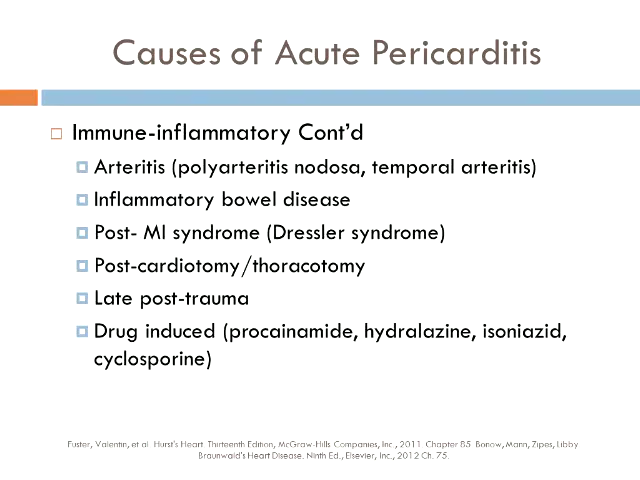 Causes of Acute Pericarditis
Immune-inflammatory Cont'd
Arteritis (polyarteritis nodosa, temporal arteritis)
Inflammatory bowel disease
Post- MI syndrome (Dressler syndrome)
Post-cardiotomy/thoracotomy
Late post-trauma
Drug induced (procainamide, hydralazine, isoniazid,
cyclosporine)
Fuster, Valentin, et al. Hurst's Heart. Thirteenth Edition, McGraw-Hills Companies, Inc., 2011. Chapter 85. Bonow, Mann, Zipes, Libby.
Braunwald's Heart Disease. Ninth Ed., Elsevier, Inc., 2012 Ch. 75.